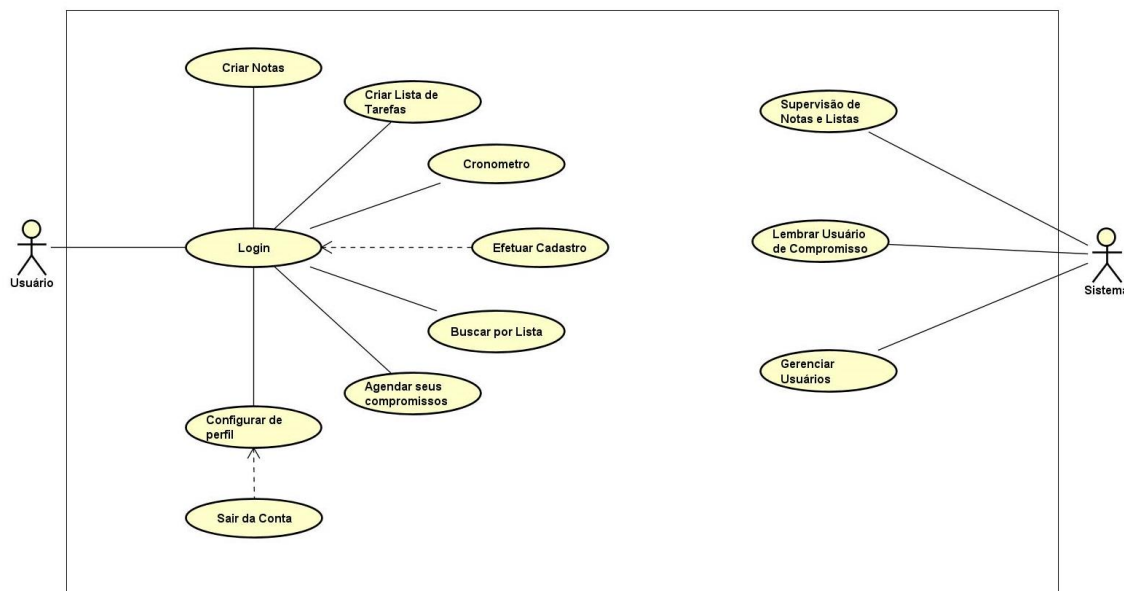 Criar Notas
Criar Lista de
Tarefas
Supervisão de
Notas e Listas
Cronometro
Login
Efetuar Cadastro
Lembrar Usuário
de Compromisso
Usuário
Sistema
Buscar por Lista
Gerenciar
Usuários
Agendar seus
compromissos
Configurar de
perfil
Sair da Conta